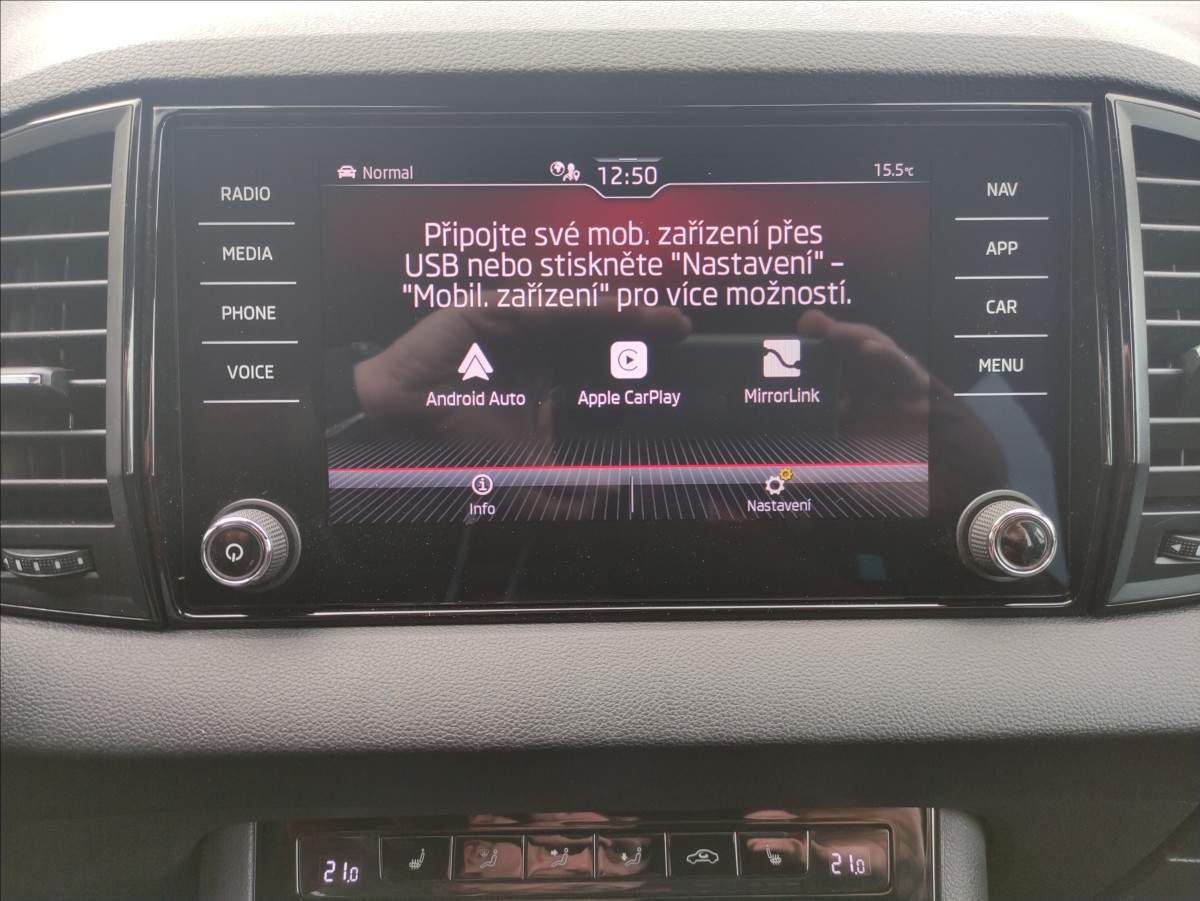 Normal
12:50
15.5°C
RADIO
MEDIA
PHONE
VOICE
Připojte své mob. zařízení přes
USB nebo stiskněte "Nastavení" –
"Mobil. zařízení" pro více možností.
Android Auto
Apple CarPlay
MirrorLink
Info
Nastavení
NAV
APP
CAR
MENU
21.0
21.0